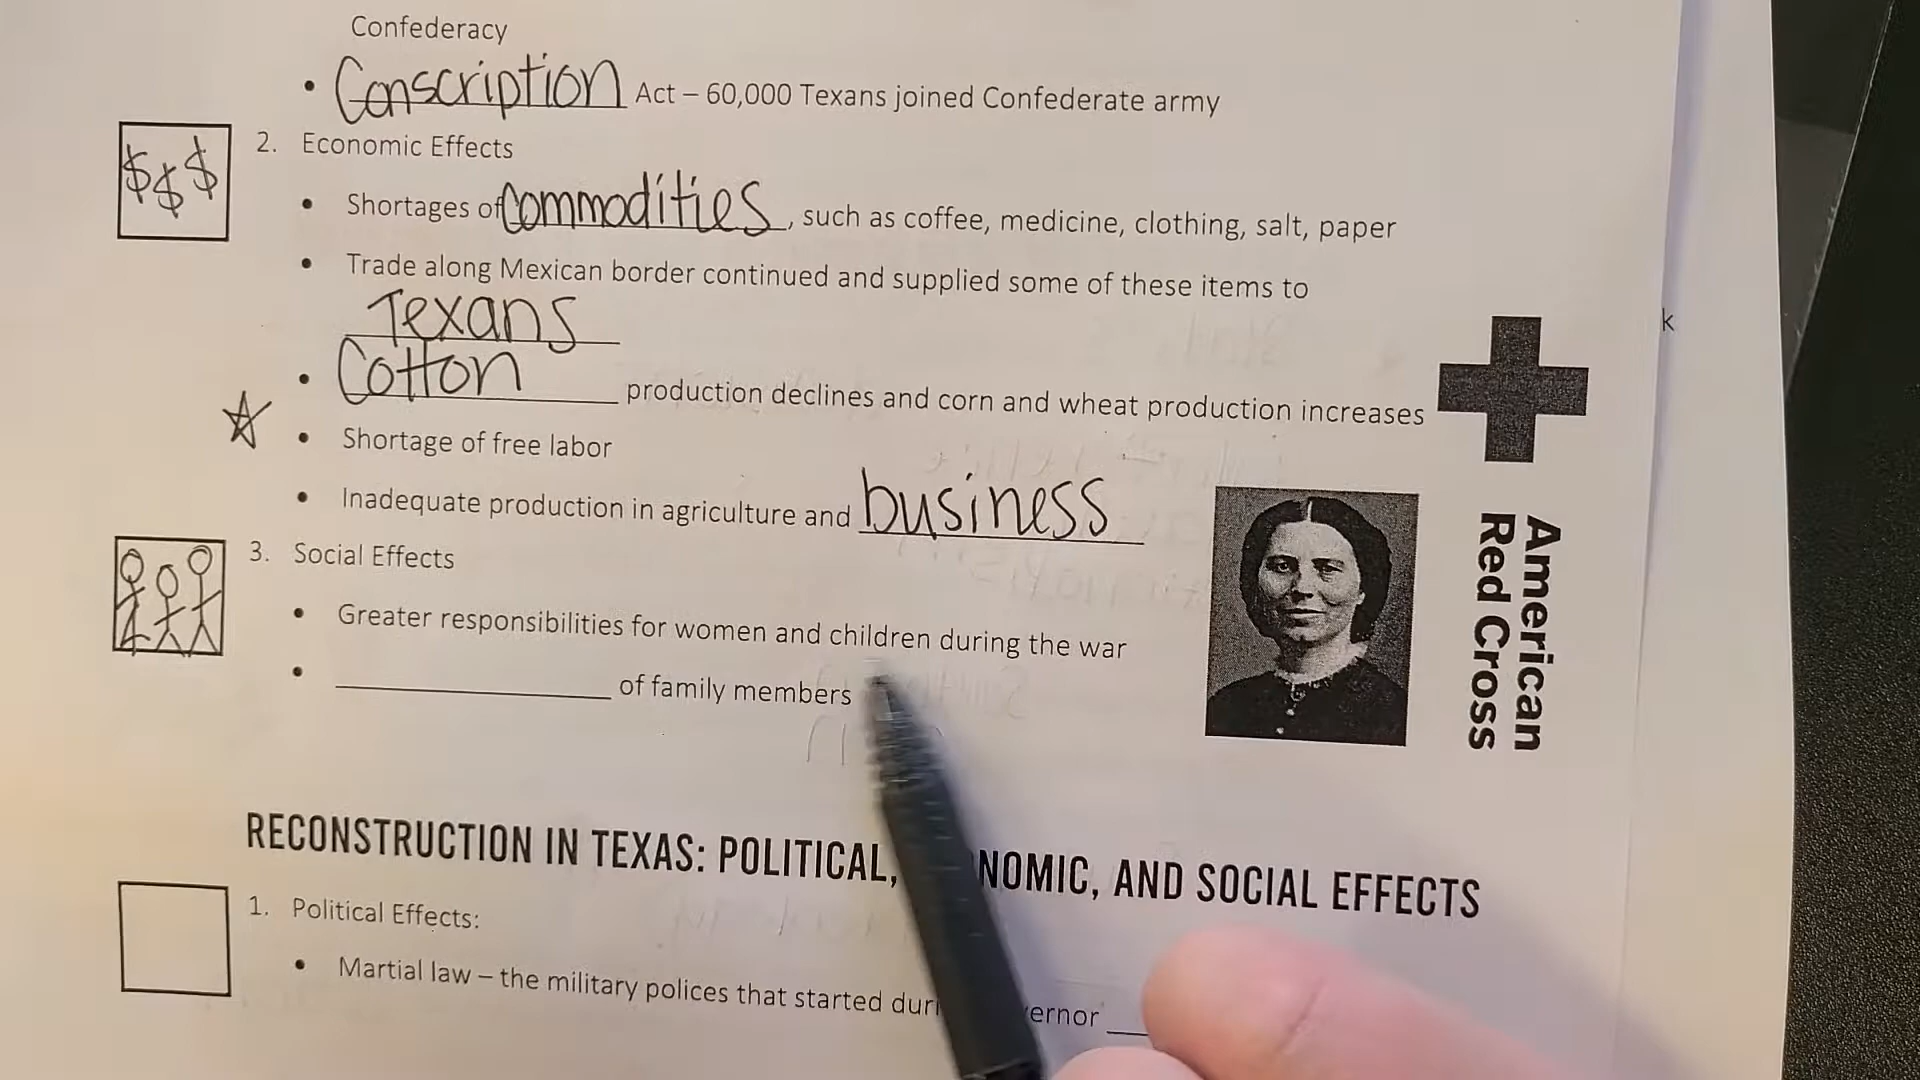 Confederacy
• Conscription Act – 60,000 Texans joined Confederate army
$$$
2. Economic Effects
• Shortages of commodities, such as coffee, medicine, clothing, salt, paper
• Trade along Mexican border continued and supplied some of these items to
Texans
• Cotton production declines and corn and wheat production increases
• Shortage of free labor
• Inadequate production in agriculture and business
3. Social Effects
• Greater responsibilities for women and children during the war
• ____________ of family members
American
Red Cross
k
RECONSTRUCTION IN TEXAS: POLITICAL, NOMIC, AND SOCIAL EFFECTS
1. Political Effects:
• Martial law – the military polices that started duri ernor ___